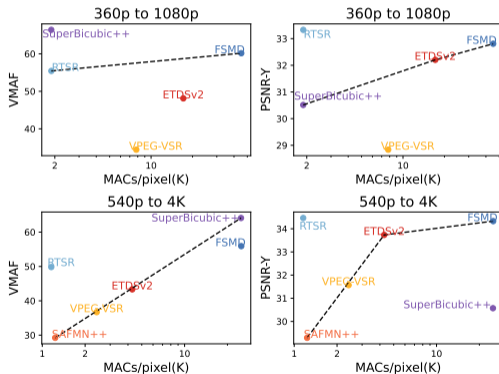 360p to 1080p
VMAF
60
50
40
SuperBicubic++
RTSR
FSMD
ETDSv2
VPEG-VSR
2
10
MACs/pixel(K)
360p to 1080p
PSNR-Y
33
32
31
30
29
RTSR
FSMD
ETDSv2
SuperBicubic++
VPEG-VSR
2
10
MACs/pixel(K)
540p to 4K
VMAF
60
50
40
30
SuperBicubic++
FSMD
RTSR
ETDSv2
VPEG-VSR
SAFMN++
1
2
10
MACs/pixel(K)
540p to 4K
PSNR-Y
34
33
32
31
30
RTSR
FSMD
ETDSv2
VPEG-VSR
SuperBicubic++
SAFMN++
1
2
10
MACs/pixel(K)